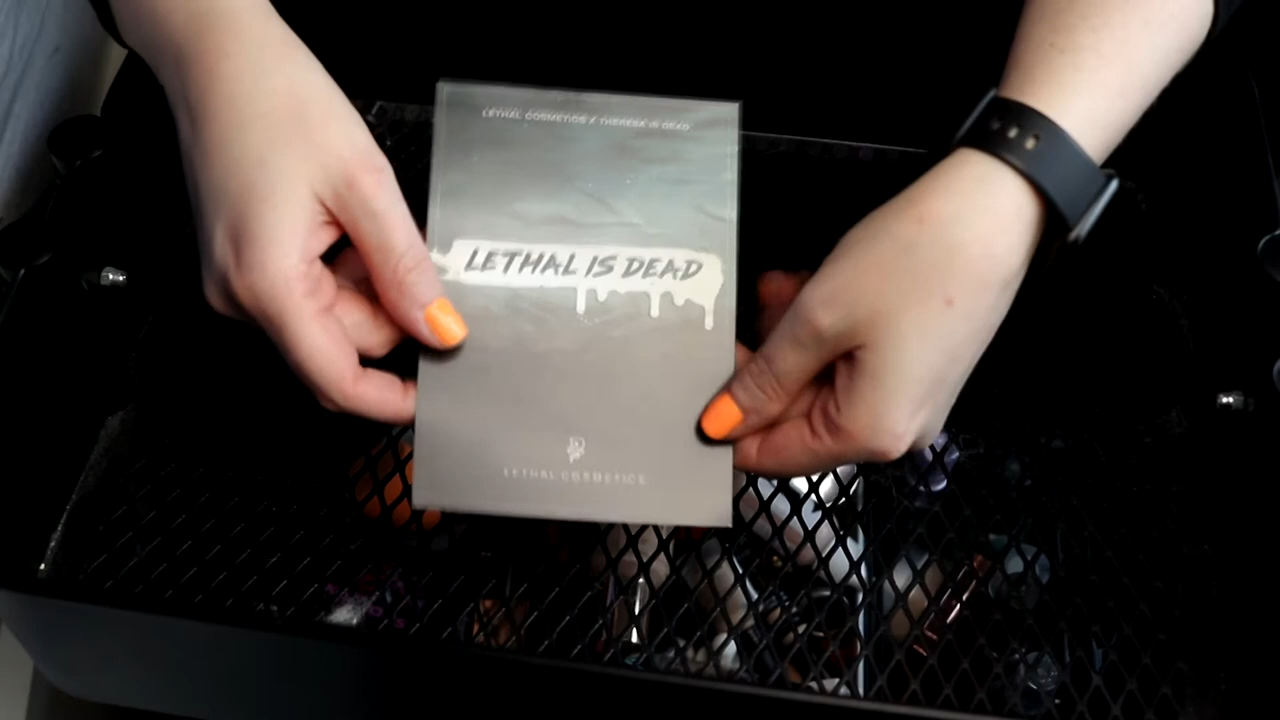 LETHAL COSMETICS X THERESA IS DEAD
LETHAL IS DEAD
LETHAL COSMETICS